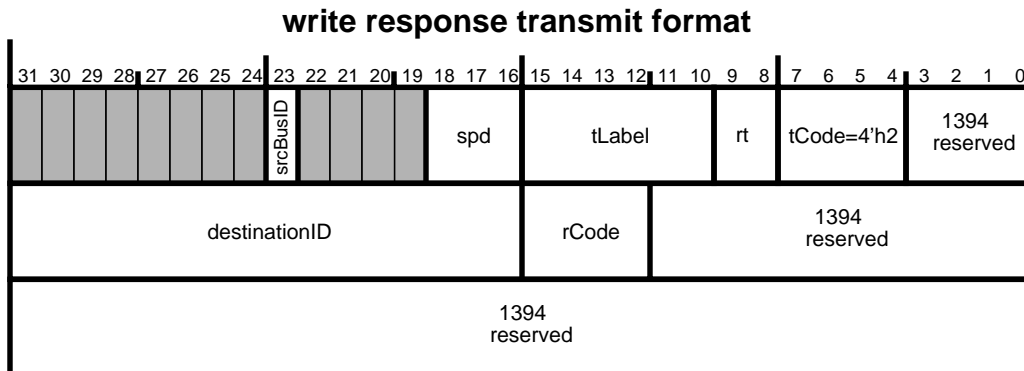 write response transmit format
31 30 29 28 27 26 25 24 23 22 21 20 19 18 17 16 15 14 13 12 11 10 9 8 7 6 5 4 3 2 1 0
srcBusID spd tLabel rt tCode=4'h2 1394
reserved
destinationID rCode 1394
reserved
1394
reserved